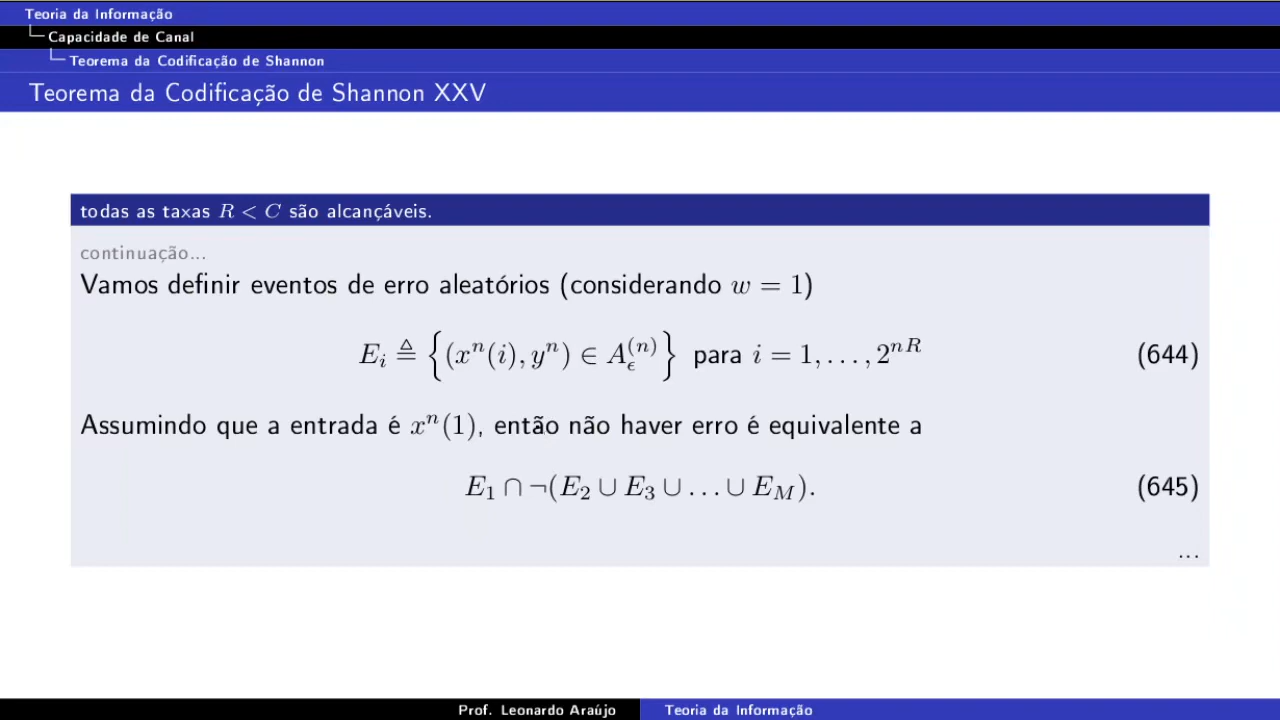 Teoria da Informação
Capacidade de Canal
Teorema da Codificação de Shannon
Teorema da Codificação de Shannon XXV
todas as taxas R < C são alcançáveis.
continuação...
Vamos definir eventos de erro aleatórios (considerando w = 1)
E_i ≜ {(x^n(i), y^n) ∈ A_ϵ^(n)} para i = 1, . . . , 2^{nR} (644)
Assumindo que a entrada é x^n(1), então não haver erro é equivalente a
E_1 ∩ ¬(E_2 ∪ E_3 ∪ . . . ∪ E_M). (645)
...
Prof. Leonardo Araújo Teoria da Informação